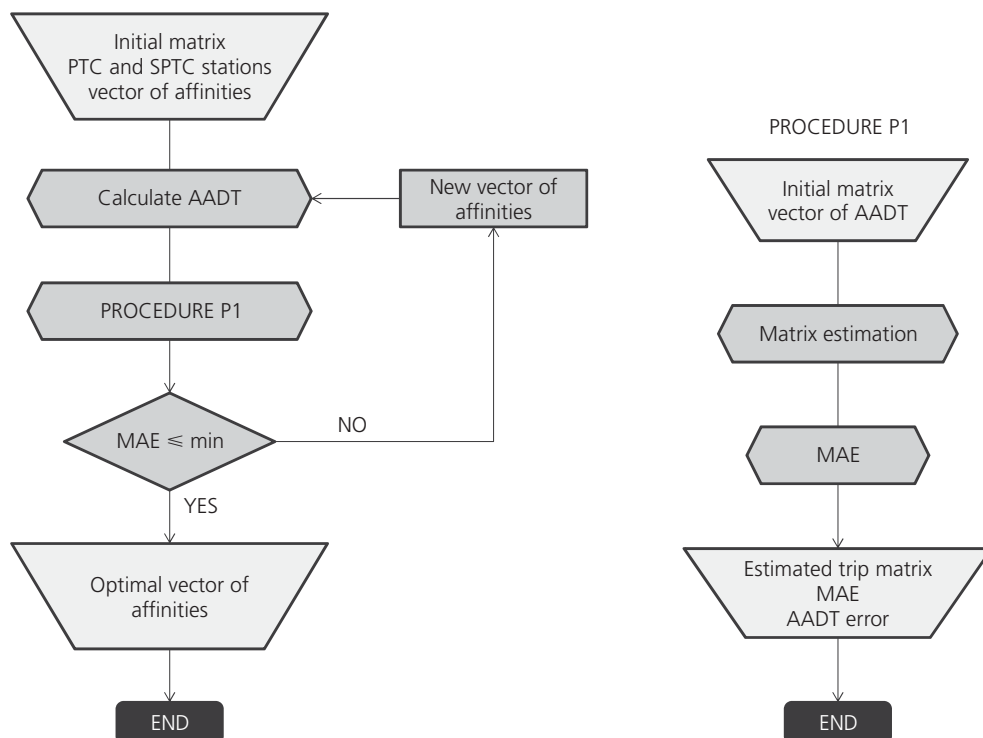 Initial matrix
PTC and SPTC stations
vector of affinities
Calculate AADT
New vector of
affinities
PROCEDURE P1
MAE ⩽ min
NO
YES
Optimal vector of
affinities
END
PROCEDURE P1
Initial matrix
vector of AADT
Matrix estimation
MAE
Estimated trip matrix
MAE
AADT error
END